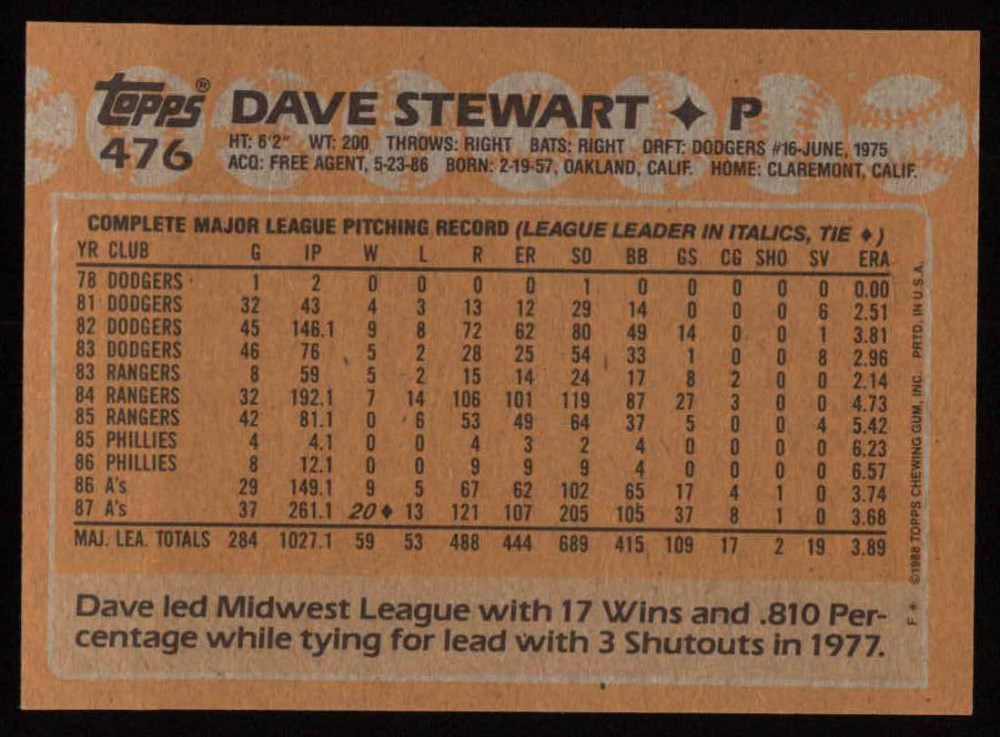 Topps® DAVE STEWART ♦ P
476 HT: 6'2" WT: 200 THROWS: RIGHT BATS: RIGHT DRFT: DODGERS #16-JUNE, 1975
ACQ: FREE AGENT, 5-23-86 BORN: 2-19-57, OAKLAND, CALIF. HOME: CLAREMONT, CALIF.
COMPLETE MAJOR LEAGUE PITCHING RECORD (LEAGUE LEADER IN ITALICS, TIE ♦)
YR CLUB G IP W L R ER SO BB GS CG SHO SV ERA
78 DODGERS 1 2 0 0 0 0 1 0 0 0 0 0 0.00
81 DODGERS 32 43 4 3 13 12 29 14 0 0 0 6 2.51
82 DODGERS 45 146.1 9 8 72 62 80 49 14 0 0 1 3.81
83 DODGERS 46 76 5 2 28 25 54 33 1 0 0 8 2.96
83 RANGERS 8 59 5 2 15 14 24 17 8 2 0 0 2.14
84 RANGERS 32 192.1 7 14 106 101 119 87 27 3 0 0 4.73
85 RANGERS 42 81.1 0 6 53 49 64 37 5 0 0 4 5.42
85 PHILLIES 4 4.1 0 0 4 3 2 4 0 0 0 0 6.23
86 PHILLIES 8 12.1 0 0 9 9 9 4 0 0 0 0 6.57
86 A's 29 149.1 9 5 67 62 102 65 17 4 1 0 3.74
87 A's 37 261.1 20♦ 13 121 107 205 105 37 8 1 0 3.68
MAJ. LEA. TOTALS 284 1027.1 59 53 488 444 689 415 109 17 2 19 3.89
Dave led Midwest League with 17 Wins and .810 Per-
centage while tying for lead with 3 Shutouts in 1977.
F* ©1988 TOPPS CHEWING GUM, INC. PRTD. IN U.S.A.